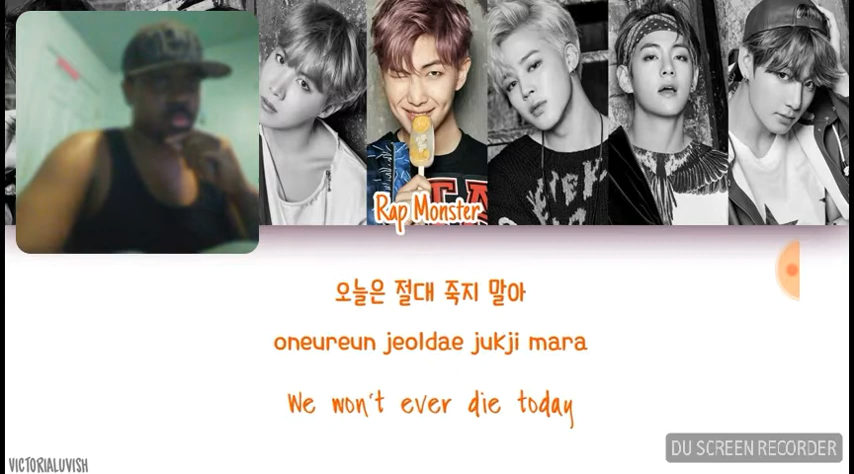 Rap Monster
오늘은 절대 죽지 말아
oneureun jeoldae jukji mara
We won't ever die today
VICTORIALUVISH
DU SCREEN RECORDER